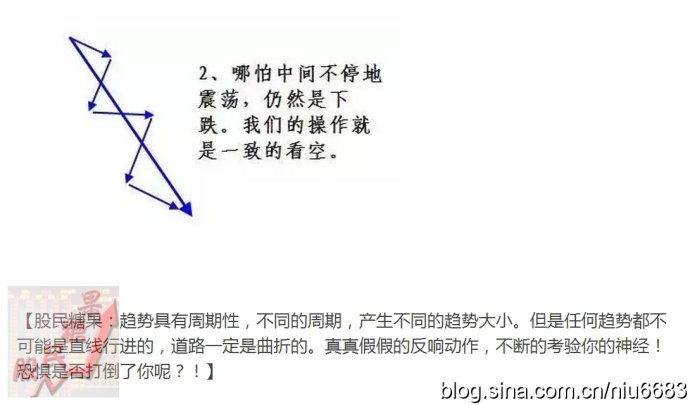 2、哪怕中间不停地
震荡，仍然是下
跌。我们的操作就
是一致的看空。
【股民糖果：趋势具有周期性，不同的周期，产生不同的趋势大小。但是任何趋势都不
可能是直线行进的，道路一定是曲折的。真真假假的反响动作，不断的考验你的神经！
恐惧是否打倒了你呢？！】
股民糖果
blog.sina.com.cn/niu6683